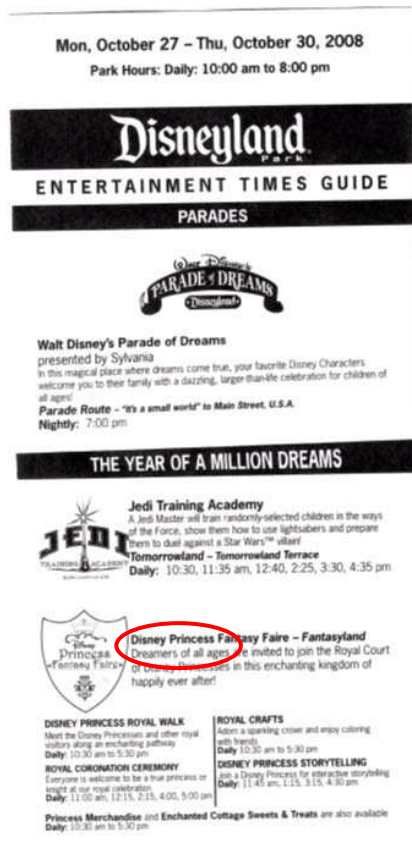 Mon, October 27 – Thu, October 30, 2008
Park Hours: Daily: 10:00 am to 8:00 pm
Disneyland
Park
ENTERTAINMENT TIMES GUIDE
PARADES
Walt Disney's
PARADE of DREAMS
Disneyland
Walt Disney's Parade of Dreams
presented by Sylvania
In this magical place where dreams come true, your favorite Disney Characters
welcome you to their family with a dazzling, larger-than-life celebration for children of
all ages!
Parade Route – "it's a small world" to Main Street, U.S.A.
Nightly: 7:00 pm
THE YEAR OF A MILLION DREAMS
JEDI
TRAINING ACADEMY
Jedi Training Academy
A Jedi Master will train randomly-selected children in the ways
of the Force, show them how to use lightsabers and prepare
them to duel against a Star Wars™ villain!
Tomorrowland – Tomorrowland Terrace
Daily: 10:30, 11:35 am, 12:40, 2:25, 3:30, 4:35 pm
Disney
Princess
Fantasy Faire
Disney Princess Fantasy Faire – Fantasyland
Dreamers of all ages are invited to join the Royal Court
of Disney Princesses in this enchanting kingdom of
happily ever after!
DISNEY PRINCESS ROYAL WALK
Meet the Disney Princesses and other royal
visitors along an enchanting pathway
Daily: 10:30 am to 5:30 pm
ROYAL CORONATION CEREMONY
Everyone is welcome to be a true princess or
knight at our royal celebration
Daily: 11:00 am, 12:15, 2:15, 4:00, 5:00 pm
ROYAL CRAFTS
Adorn a sparkling crown and enjoy coloring
with friends
Daily 10:30 am to 5:30 pm
DISNEY PRINCESS STORYTELLING
Join a Disney Princess for interactive storytelling
Daily: 11:45 am, 1:15, 3:15, 4:30 pm
Princess Merchandise and Enchanted Cottage Sweets & Treats are also available
Daily: 10:30 am to 5:30 pm